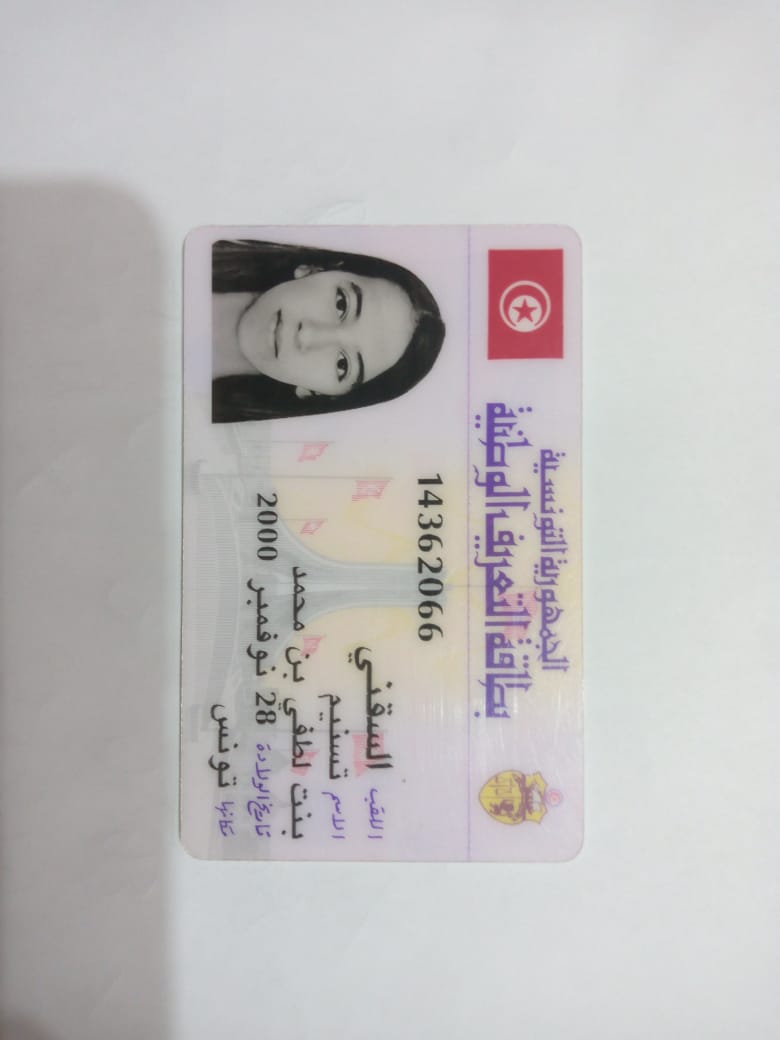 الجمهورية التونسية
بطاقة التعريف الوطنية
14362066
اللقب السقني
الاسم تسنيم
بنت لطفي بن محمد
تاريخ الولادة 28 نوفمبر 2000
مكانها تونس